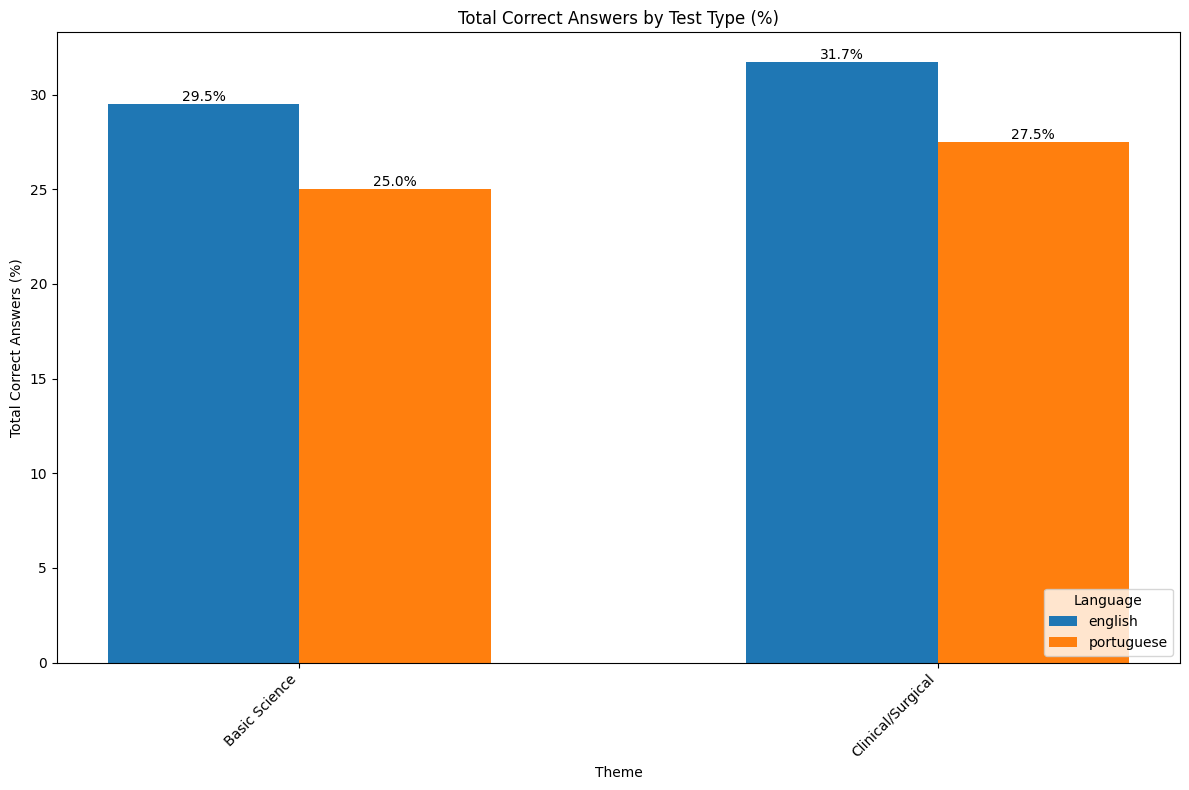 Total Correct Answers by Test Type (%)
Total Correct Answers (%)
30
25
20
15
10
5
0
29.5%
25.0%
31.7%
27.5%
Language
english
portuguese
Basic Science
Clinical/Surgical
Theme